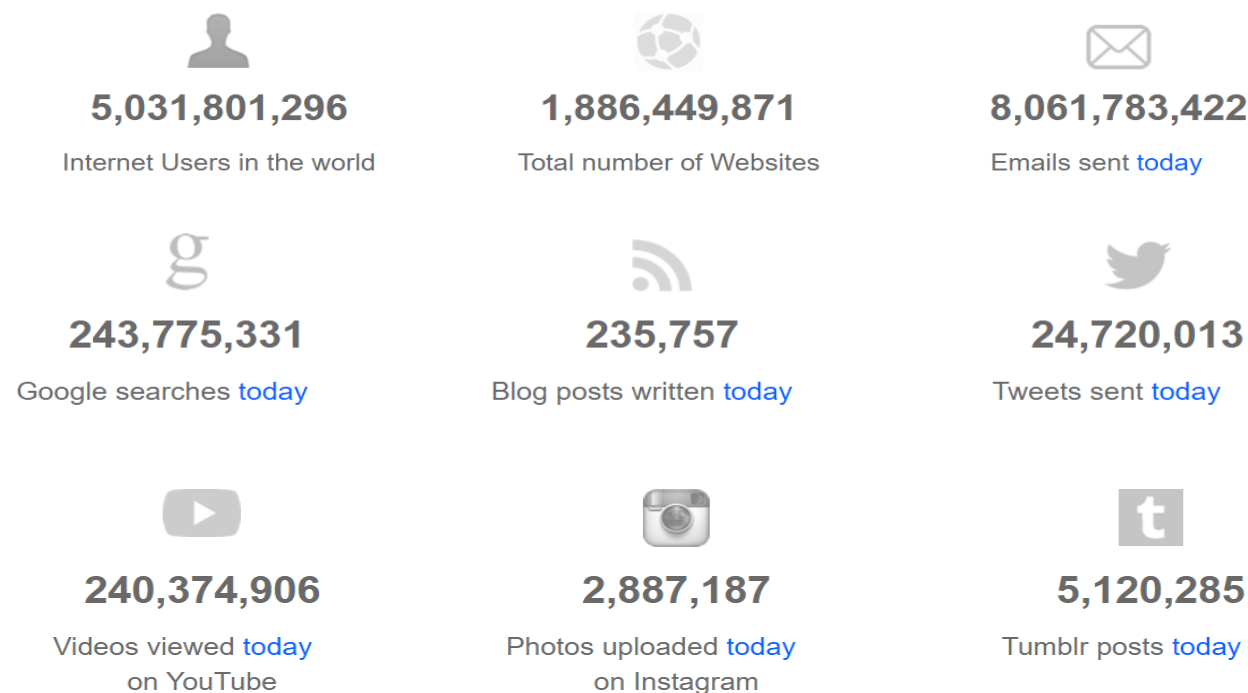 5,031,801,296
Internet Users in the world
1,886,449,871
Total number of Websites
8,061,783,422
Emails sent today
g
243,775,331
Google searches today
235,757
Blog posts written today
24,720,013
Tweets sent today
240,374,906
Videos viewed today
on YouTube
2,887,187
Photos uploaded today
on Instagram
t
5,120,285
Tumblr posts today